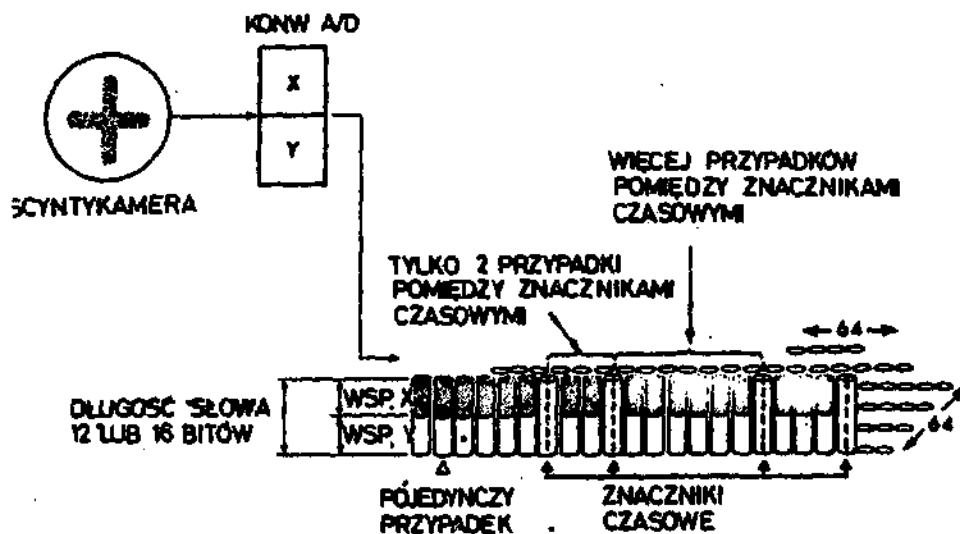 KONW A/D
X
Y
SCYNTYKAMERA
WIĘCEJ PRZYPADKÓW
POMIĘDZY ZNACZNIKAMI
CZASOWYMI
TYLKO 2 PRZYPADKI
POMIĘDZY ZNACZNIKAMI
CZASOWYMI
64
DŁUGOŚĆ SŁOWA
12 LUB 16 BITÓW
WSP. X
WSP. Y
64
PÓJEDYNCZY
PRZYPADEK
ZNACZNIKI
CZASOWE